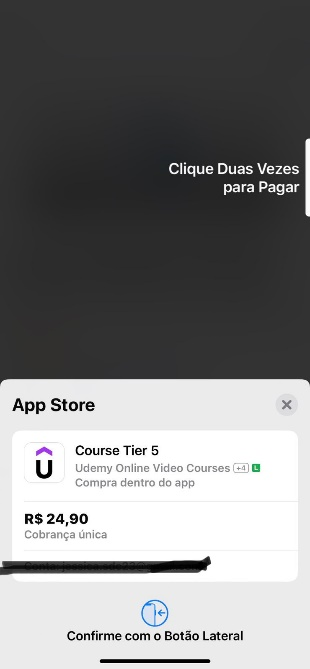 Clique Duas Vezes
para Pagar
App Store
Course Tier 5
Udemy Online Video Courses +4 L
Compra dentro do app
R$ 24,90
Cobrança única
Confirme com o Botão Lateral